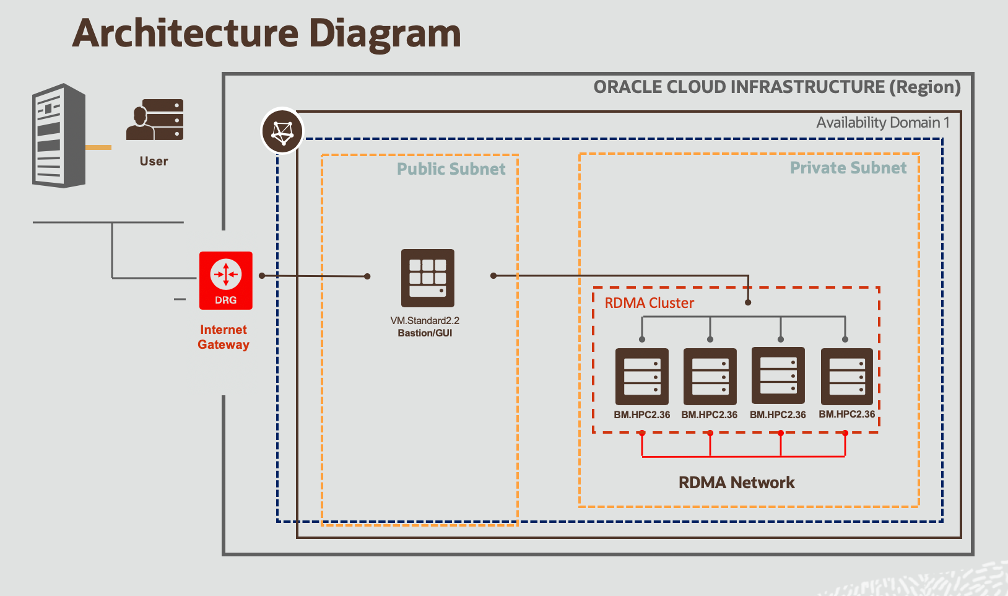 Architecture Diagram
ORACLE CLOUD INFRASTRUCTURE (Region)
Availability Domain 1
User
Public Subnet
Private Subnet
DRG
Internet
Gateway
VM.Standard2.2
Bastion/GUI
RDMA Cluster
BM.HPC2.36
BM.HPC2.36
BM.HPC2.36
BM.HPC2.36
RDMA Network